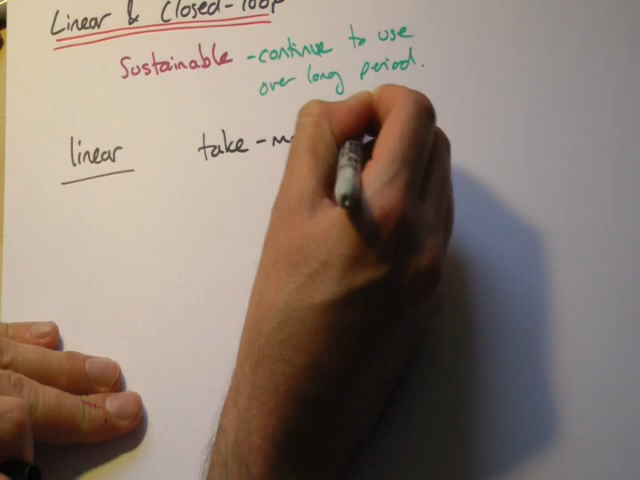 Linear & Closed-loop
Sustainable - continue to use
over long period.
linear take - m